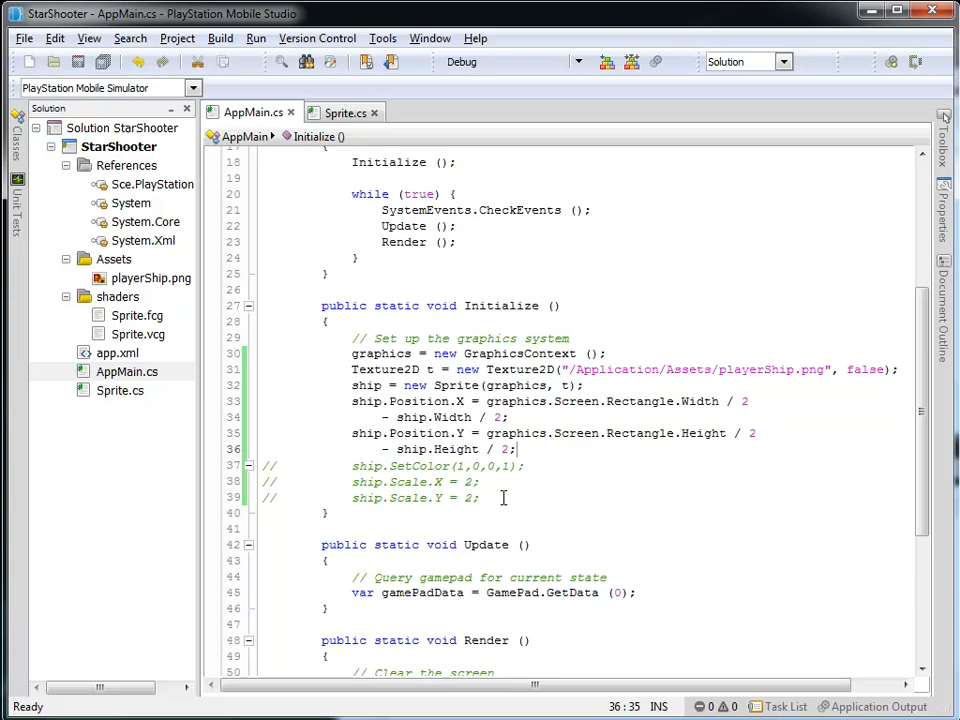 StarShooter - AppMain.cs - PlayStation Mobile Studio
File Edit View Search Project Build Run Version Control Tools Window Help
Debug Solution
PlayStation Mobile Simulator
Solution
AppMain.cs Sprite.cs
AppMain Initialize ()
Classes
Unit Tests
Solution StarShooter
StarShooter
References
Sce.PlayStation
System
System.Core
System.Xml
Assets
playerShip.png
shaders
Sprite.fcg
Sprite.vcg
app.xml
AppMain.cs
Sprite.cs
17 {
18 Initialize ();
19
20 while (true) {
21 SystemEvents.CheckEvents ();
22 Update ();
23 Render ();
24 }
25 }
26
27 public static void Initialize ()
28 {
29 // Set up the graphics system
30 graphics = new GraphicsContext ();
31 Texture2D t = new Texture2D("/Application/Assets/playerShip.png", false);
32 ship = new Sprite(graphics, t);
33 ship.Position.X = graphics.Screen.Rectangle.Width / 2
34 - ship.Width / 2;
35 ship.Position.Y = graphics.Screen.Rectangle.Height / 2
36 - ship.Height / 2;
37 // ship.SetColor(1,0,0,1);
38 // ship.Scale.X = 2;
39 // ship.Scale.Y = 2;
40 }
41
42 public static void Update ()
43 {
44 // Query gamepad for current state
45 var gamePadData = GamePad.GetData (0);
46 }
47
48 public static void Render ()
49 {
50 // Clear the screen
Toolbox
Properties
Document Outline
Ready 36 : 35 INS 0 0 Task List Application Output